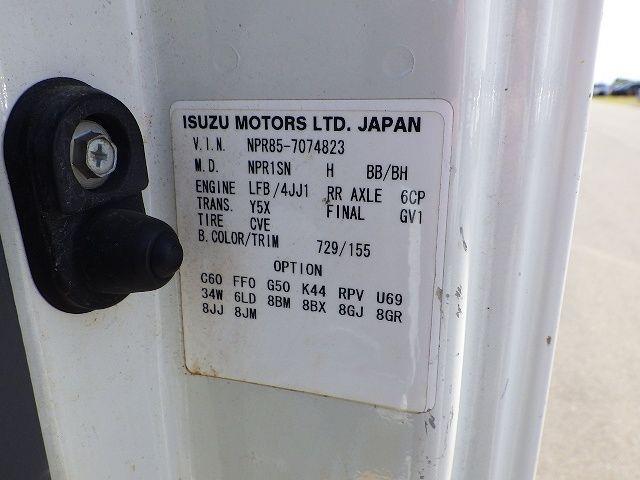 ISUZU MOTORS LTD. JAPAN
V.I.N. NPR85-7074823
M.D. NPR1SN H BB/BH
ENGINE LFB/4JJ1 RR AXLE 6CP
TRANS. Y5X FINAL GV1
TIRE CVE
B.COLOR/TRIM 729/155
OPTION
C60 FF0 G50 K44 RPV U69
34W 6LD 8BM 8BX 8GJ 8GR
8JJ 8JM